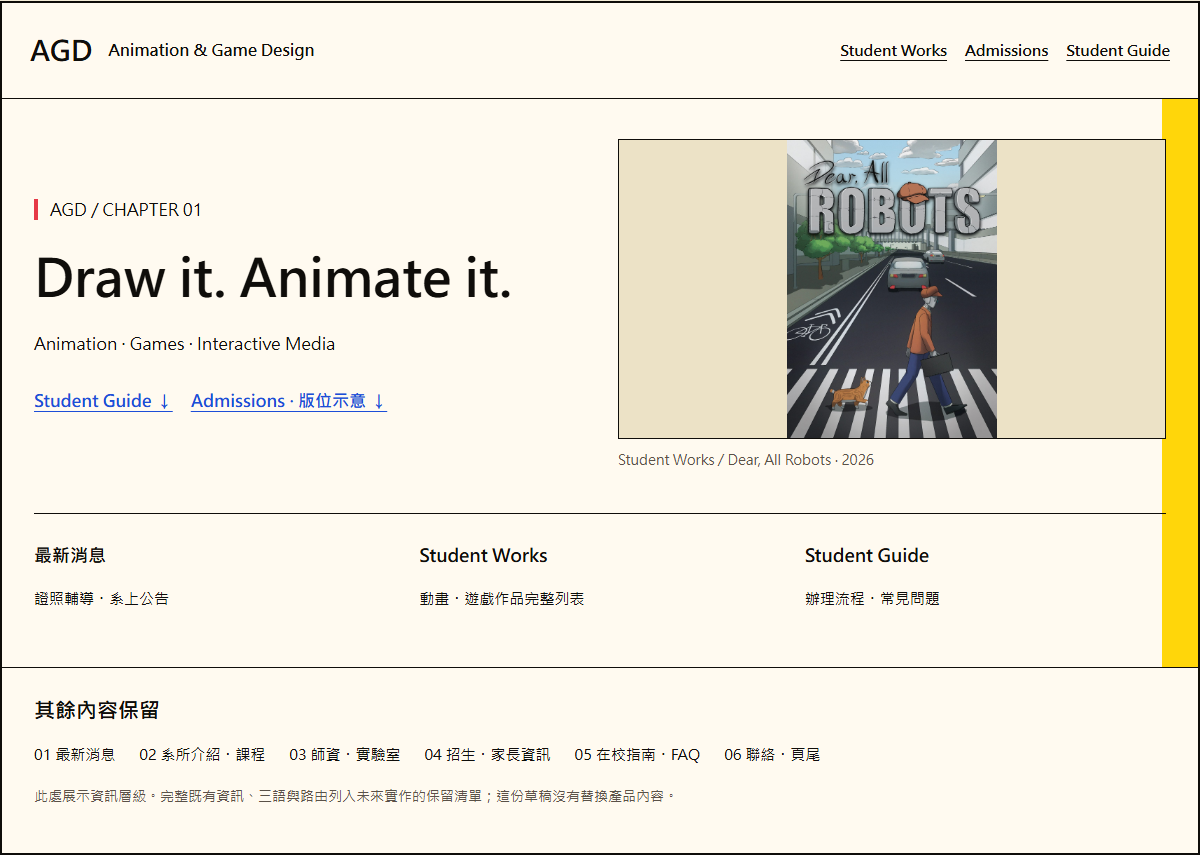 AGD Animation & Game Design Student Works Admissions Student Guide
AGD / CHAPTER 01
Draw it. Animate it.
Animation · Games · Interactive Media
Student Guide ↓ Admissions · 版位示意 ↓
Dear, All
ROBOTS
Student Works / Dear, All Robots · 2026
最新消息
證照輔導・系上公告
Student Works
動畫・遊戲作品完整列表
Student Guide
辦理流程・常見問題
其餘內容保留
01 最新消息 02 系所介紹・課程 03 師資・實驗室 04 招生・家長資訊 05 在校指南・FAQ 06 聯絡・頁尾
此處展示資訊層級。完整既有資訊、三語與路由列入未來實作的保留清單；這份草稿沒有替換產品內容。